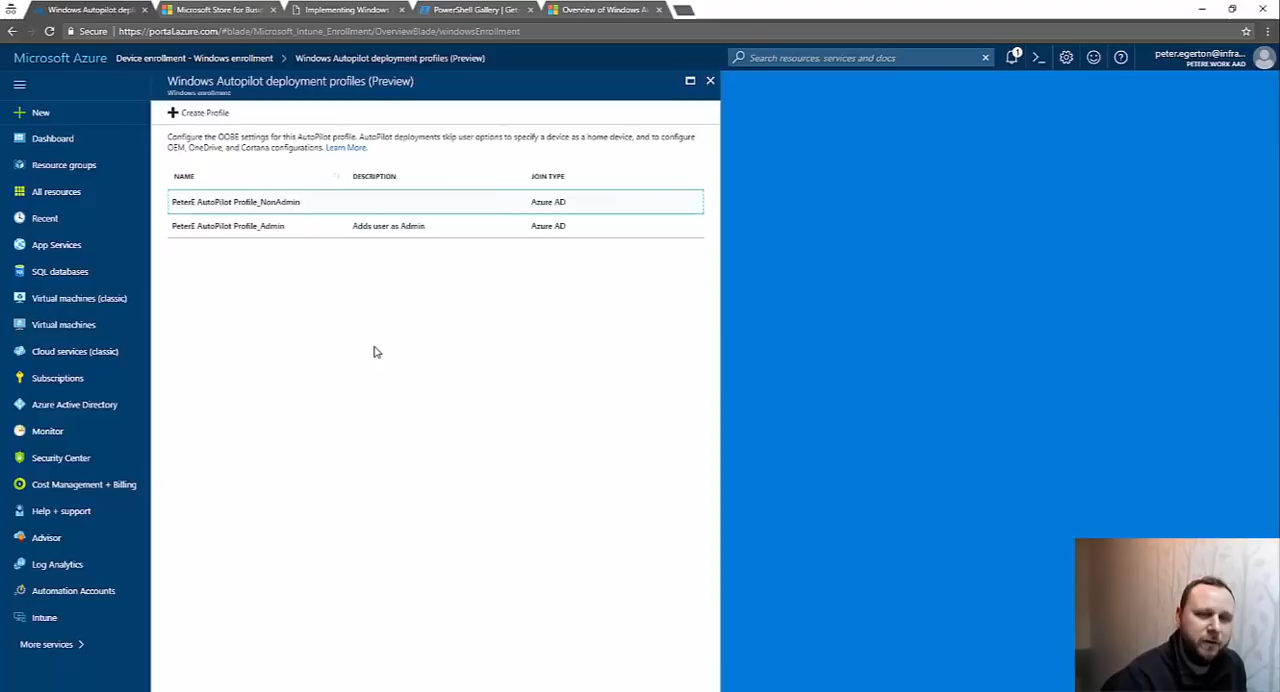 Windows Autopilot depl
Microsoft Store for Busi
Implementing Windows
PowerShell Gallery | Get
Overview of Windows A
Secure
https://portal.azure.com/#blade/Microsoft_Intune_Enrollment/OverviewBlade/windowsEnrollment
Microsoft Azure
Device enrollment - Windows enrollment
Windows Autopilot deployment profiles (Preview)
Search resources, services and docs
1
peter.egerton@infra...
PETERE.WORK AAD
Windows Autopilot deployment profiles (Preview)
Windows enrollment
Create Profile
Configure the OOBE settings for this AutoPilot profile. AutoPilot deployments skip user options to specify a device as a home device, and to configure
OEM, OneDrive, and Cortana configurations. Learn More.
NAME DESCRIPTION JOIN TYPE
PeterE AutoPilot Profile_NonAdmin Azure AD
PeterE AutoPilot Profile_Admin Adds user as Admin Azure AD
New
Dashboard
Resource groups
All resources
Recent
App Services
SQL databases
Virtual machines (classic)
Virtual machines
Cloud services (classic)
Subscriptions
Azure Active Directory
Monitor
Security Center
Cost Management + Billing
Help + support
Advisor
Log Analytics
Automation Accounts
Intune
More services